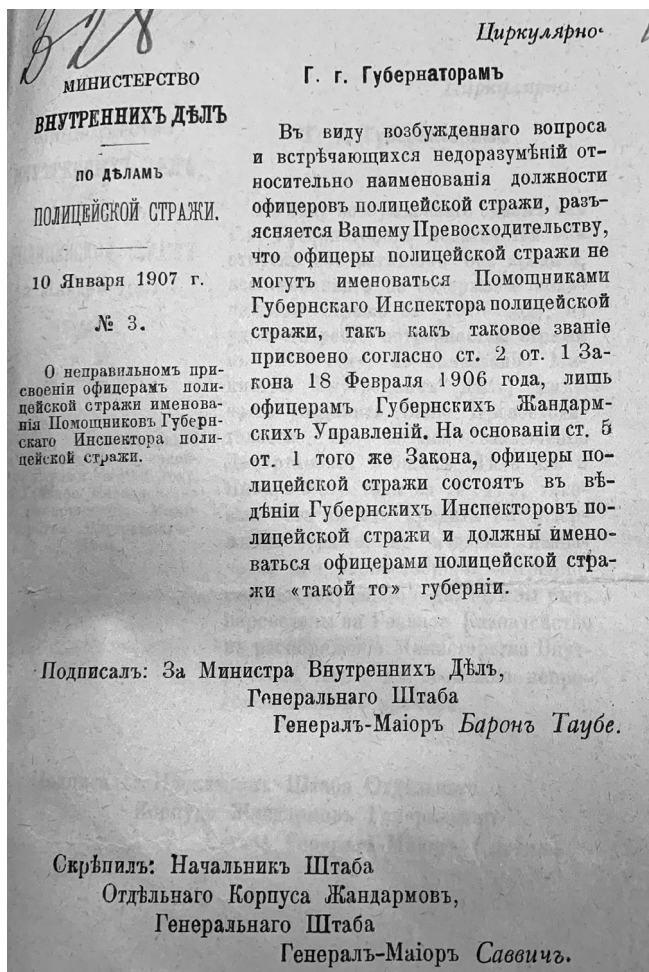 328
Циркулярно
МИНИСТЕРСТВО
ВНУТРЕННИХЪ ДѢЛЪ
ПО ДѢЛАМЪ
ПОЛИЦЕЙСКОЙ СТРАЖИ.
10 Января 1907 г.
№ 3.
О неправильномъ при-
своеніи офицерамъ поли-
цейской стражи именова-
нія Помощниковъ Губерн-
скаго Инспектора поли-
цейской стражи.
Г. г. Губернаторамъ
Въ виду возбужденнаго вопроса
и встрѣчающихся недоразумѣній от-
носительно наименованія должности
офицеровъ полицейской стражи, разъ-
ясняется Вашему Превосходительству,
что офицеры полицейской стражи не
могутъ именоваться Помощниками
Губернскаго Инспектора полицейской
стражи, такъ какъ таковое званіе
присвоено согласно ст. 2 от. 1 За-
кона 18 Февраля 1906 года, лишь
офицерамъ Губернскихъ Жандарм-
скихъ Управленій. На основаніи ст. 5
от. 1 того же Закона, офицеры по-
лицейской стражи состоятъ въ вѣ-
дѣніи Губернскихъ Инспекторовъ по-
лицейской стражи и должны имено-
ваться офицерами полицейской стра-
жи «такой то» губерніи.
Подписалъ: За Министра Внутреннихъ Дѣлъ,
Генеральнаго Штаба
Генералъ-Маіоръ Баронъ Таубе.
Скрѣпилъ: Начальникъ Штаба
Отдѣльнаго Корпуса Жандармовъ,
Генеральнаго Штаба
Генералъ-Маіоръ Саввичъ.